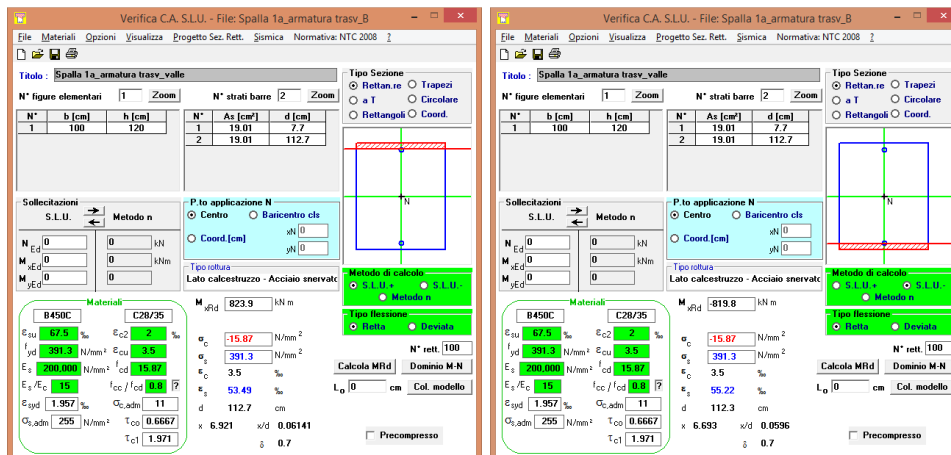 Verifica C.A. S.L.U. - File: Spalla 1a_armatura trasv_B
File Materiali Opzioni Visualizza Progetto Sez. Rett. Sismica Normativa: NTC 2008 ?
Titolo : Spalla 1a_armatura trasv_valle
N° figure elementari 1 Zoom N° strati barre 2 Zoom
N° b [cm] h [cm]
1 100 120
N° As [cm²] d [cm]
1 19.01 7.7
2 19.01 112.7
Tipo Sezione
Rettan.re Trapezi
a T Circolare
Rettangoli Coord.
N
Sollecitazioni
S.L.U. Metodo n
N Ed 0 0 kN
M xEd 0 0 kNm
M yEd 0 0
P.to applicazione N
Centro Baricentro cls
Coord.[cm] xN 0
yN 0
Tipo rottura
Lato calcestruzzo - Acciaio snervato
Metodo di calcolo
S.L.U.+ S.L.U.-
Metodo n
Tipo flessione
Retta Deviata
Materiali
B450C C28/35
εsu 67.5 ‰ εc2 2 ‰
fyd 391.3 N/mm² εcu 3.5
Es 200,000 N/mm² fcd 15.87
Es/Ec 15 fcc/fcd 0.8 ?
εsyd 1.957 ‰ σc,adm 11
σs,adm 255 N/mm² τco 0.6667
τc1 1.971
M xRd 823.9 kN m
σc -15.87 N/mm²
σs 391.3 N/mm²
εc 3.5 ‰
εs 53.49 ‰
d 112.7 cm
x 6.921 x/d 0.06141
δ 0.7
N° rett. 100
Calcola MRd Dominio M-N
Lo 0 cm Col. modello
Precompresso
Verifica C.A. S.L.U. - File: Spalla 1a_armatura trasv_B
File Materiali Opzioni Visualizza Progetto Sez. Rett. Sismica Normativa: NTC 2008 ?
Titolo : Spalla 1a_armatura trasv_valle
N° figure elementari 1 Zoom N° strati barre 2 Zoom
N° b [cm] h [cm]
1 100 120
N° As [cm²] d [cm]
1 19.01 7.7
2 19.01 112.7
Tipo Sezione
Rettan.re Trapezi
a T Circolare
Rettangoli Coord.
N
Sollecitazioni
S.L.U. Metodo n
N Ed 0 0 kN
M xEd 0 0 kNm
M yEd 0 0
P.to applicazione N
Centro Baricentro cls
Coord.[cm] xN 0
yN 0
Tipo rottura
Lato calcestruzzo - Acciaio snervato
Metodo di calcolo
S.L.U.+ S.L.U.-
Metodo n
Tipo flessione
Retta Deviata
Materiali
B450C C28/35
εsu 67.5 ‰ εc2 2 ‰
fyd 391.3 N/mm² εcu 3.5
Es 200,000 N/mm² fcd 15.87
Es/Ec 15 fcc/fcd 0.8 ?
εsyd 1.957 ‰ σc,adm 11
σs,adm 255 N/mm² τco 0.6667
τc1 1.971
M xRd -819.8 kN m
σc -15.87 N/mm²
σs 391.3 N/mm²
εc 3.5 ‰
εs 55.22 ‰
d 112.3 cm
x 6.693 x/d 0.0596
δ 0.7
N° rett. 100
Calcola MRd Dominio M-N
Lo 0 cm Col. modello
Precompresso